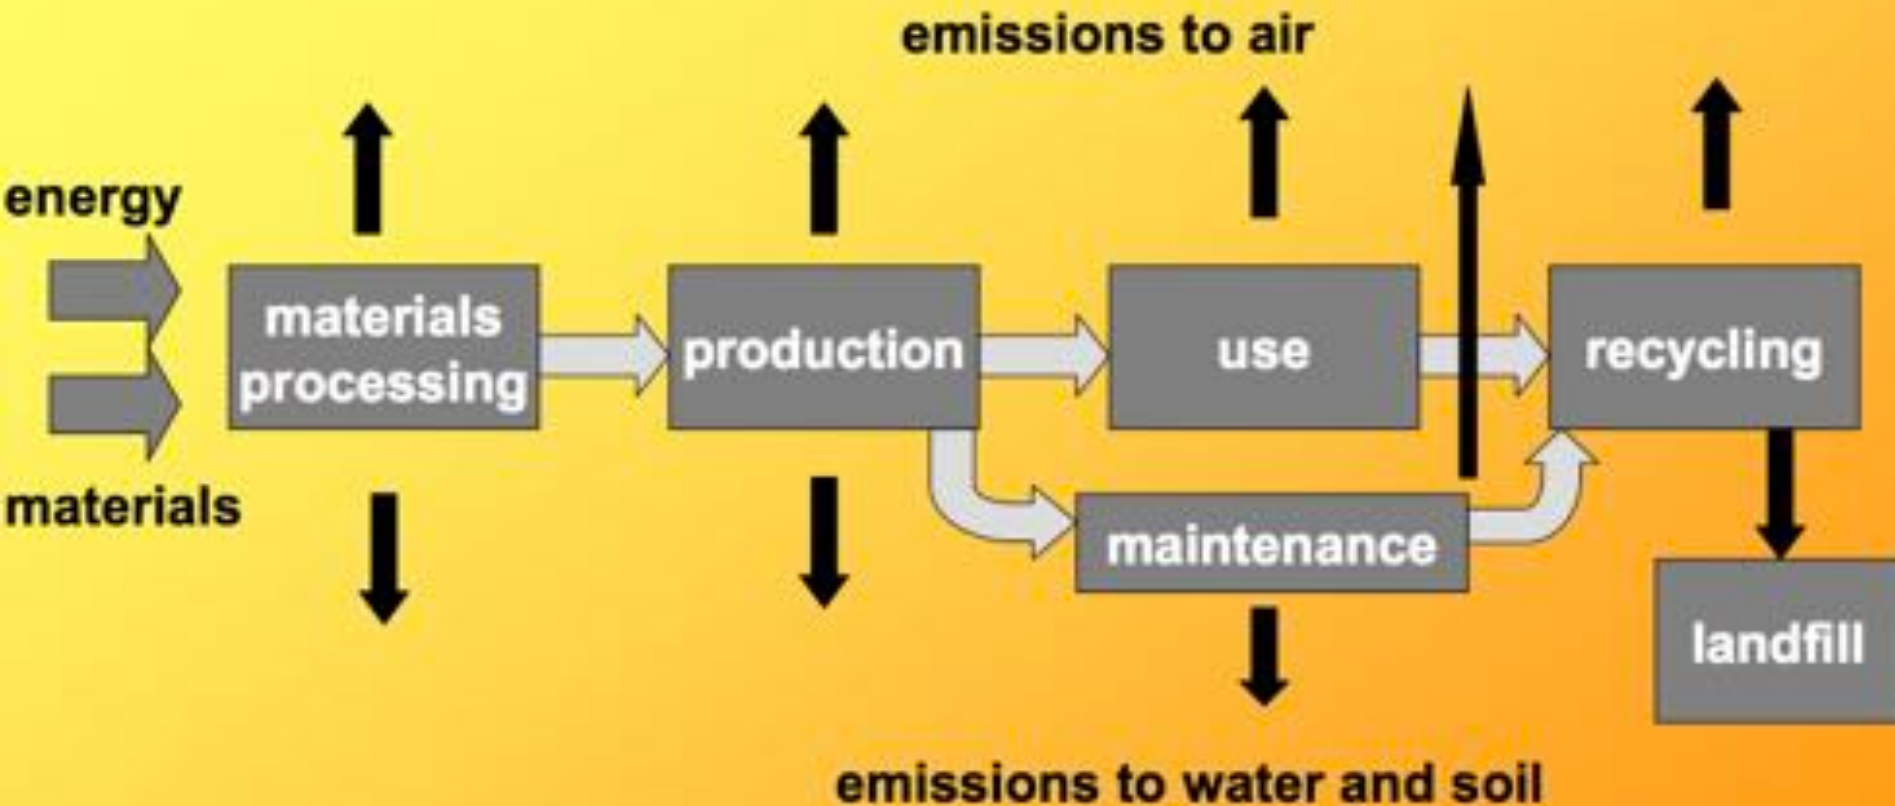 emissions to air
energy
materials
processing
production
use
recycling
materials
maintenance
landfill
emissions to water and soil